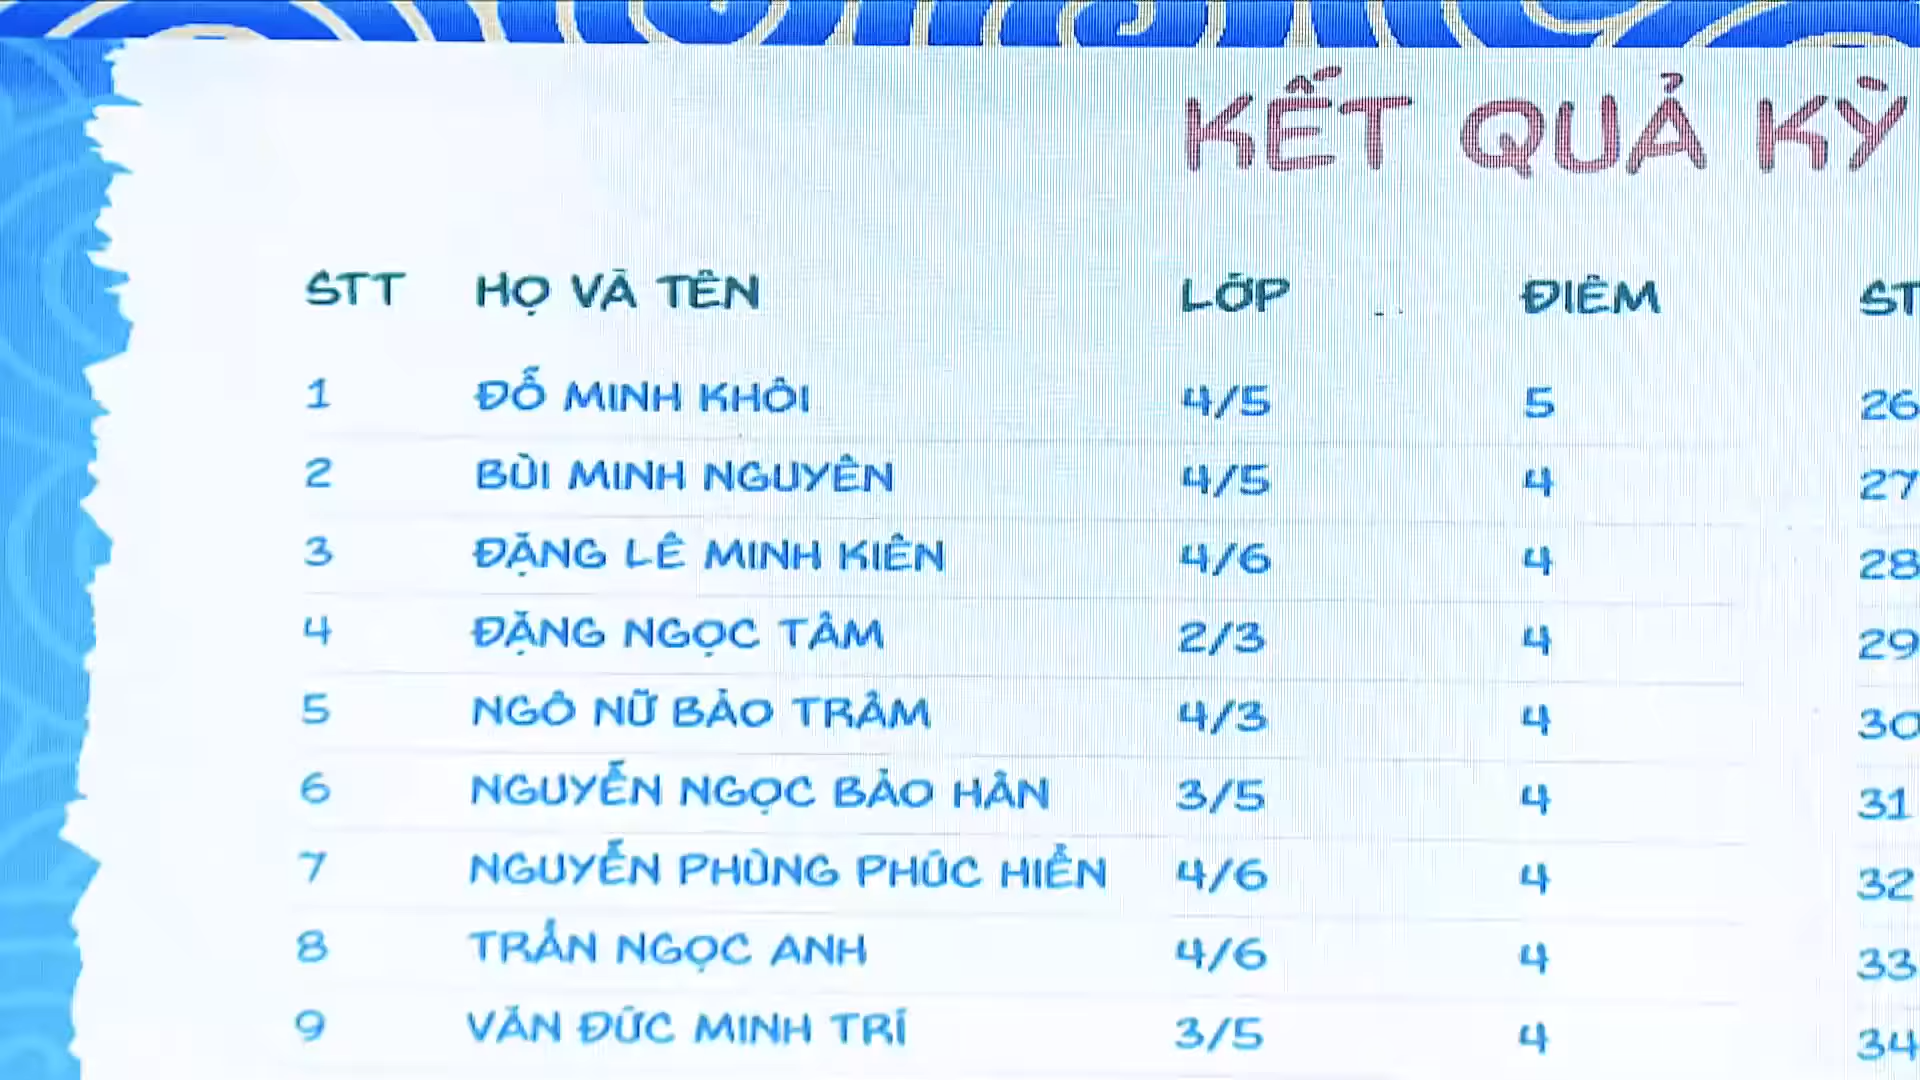 KẾT QUẢ KỲ
STT HỌ VÀ TÊN LỚP ĐIỂM
1 ĐỖ MINH KHÔI 4/5 5 26
2 BÙI MINH NGUYÊN 4/5 4 27
3 ĐẶNG LÊ MINH KIÊN 4/6 4 28
4 ĐẶNG NGỌC TÂM 2/3 4 29
5 NGÔ NỮ BẢO TRÂM 4/3 4 30
6 NGUYỄN NGỌC BẢO HÂN 3/5 4 31
7 NGUYỄN PHÙNG PHÚC HIỂN 4/6 4 32
8 TRẦN NGỌC ANH 4/6 4 33
9 VĂN ĐỨC MINH TRÍ 3/5 4 34